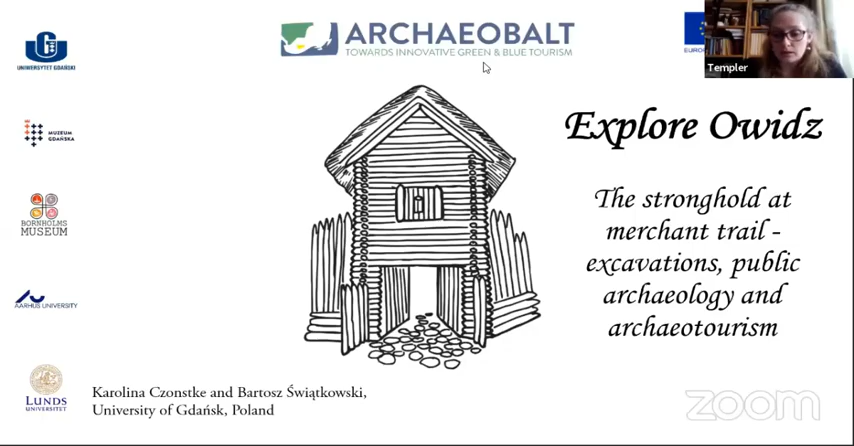 UNIWERSYTET GDAŃSKI
ARCHAEOBALT
TOWARDS INNOVATIVE GREEN & BLUE TOURISM
Templer
MUZEUM
GDAŃSKA
BORNHOLMS
MUSEUM
AARHUS UNIVERSITY
LUNDS
UNIVERSITET
Explore Owidz
The stronghold at
merchant trail -
excavations, public
archaeology and
archaeotourism
Karolina Czonstke and Bartosz Świątkowski,
University of Gdańsk, Poland
zoom